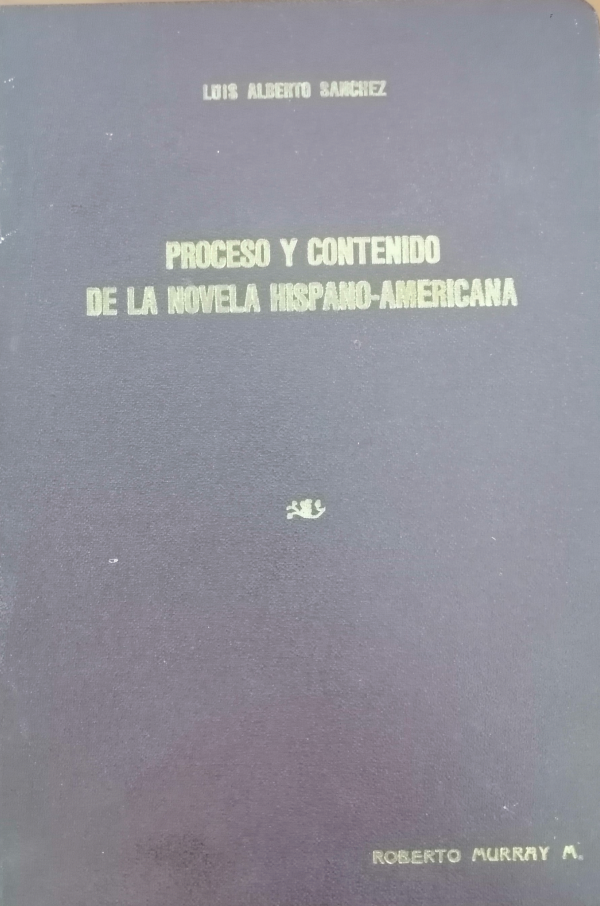 LUIS ALBERTO SANCHEZ
PROCESO Y CONTENIDO
DE LA NOVELA HISPANO-AMERICANA
ROBERTO MURRAY M.